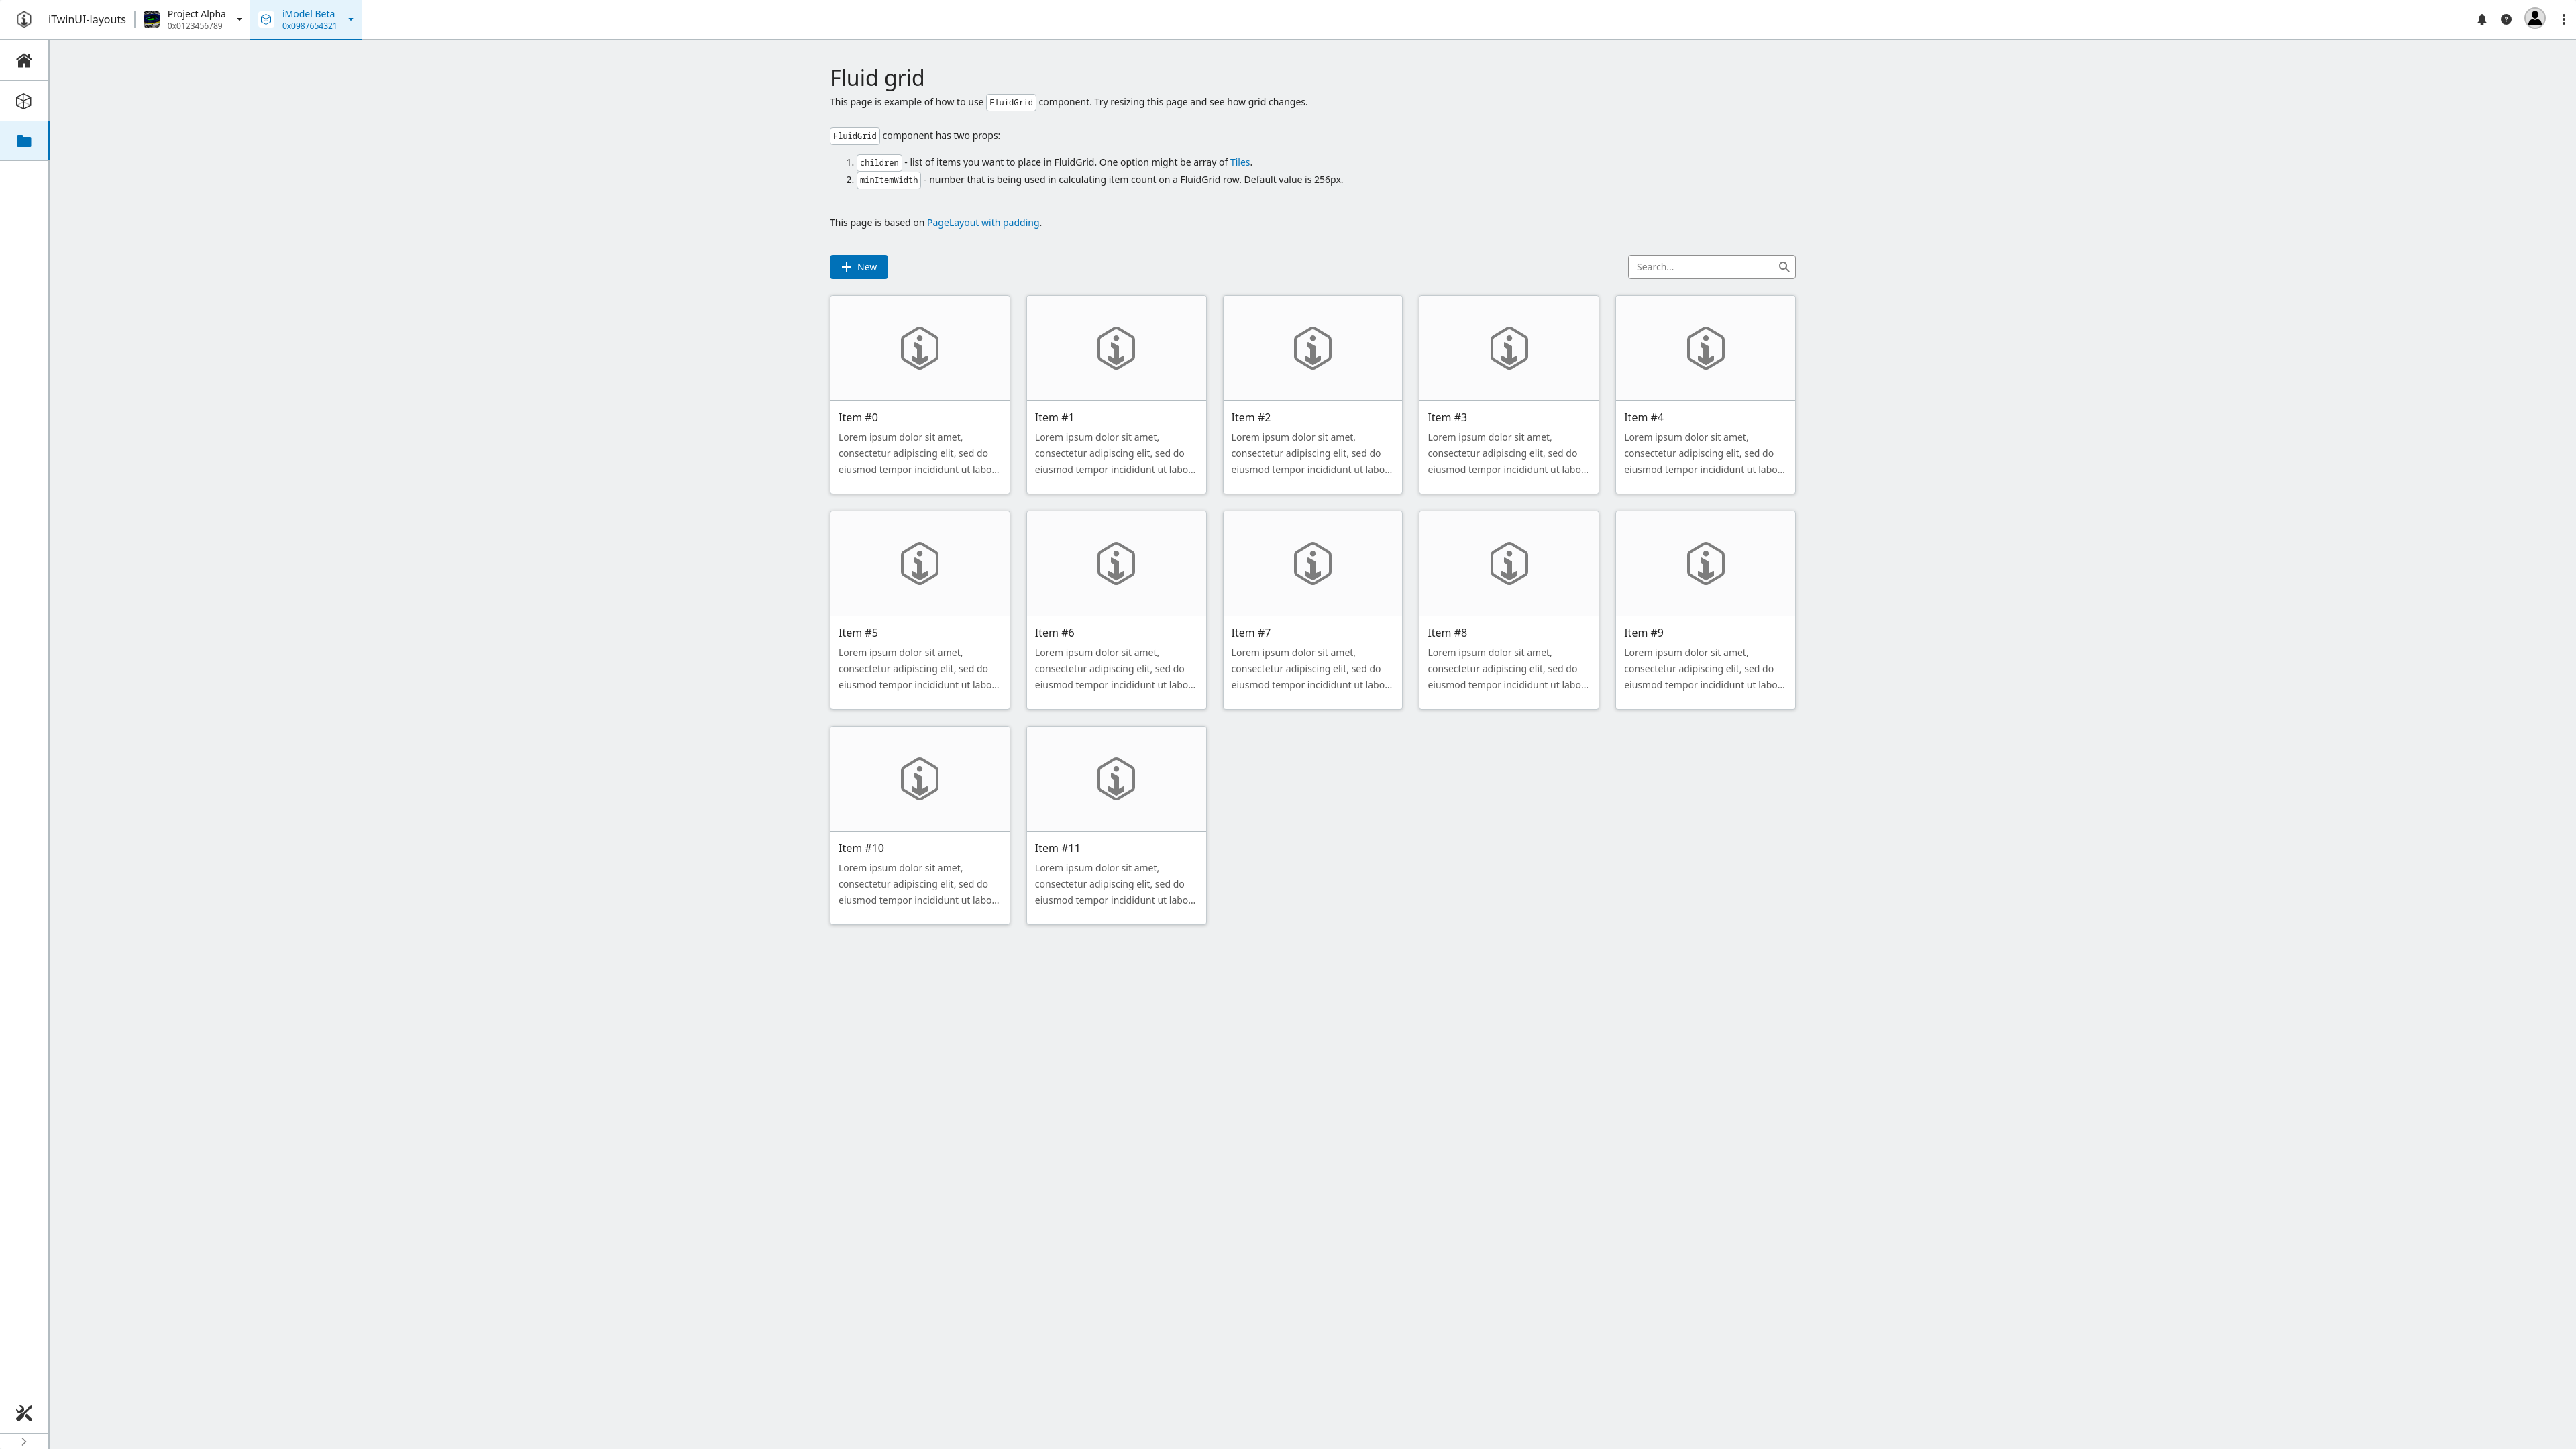 iTwinUI-layouts
Project Alpha
0x0123456789
iModel Beta
0x0987654321
Fluid grid
This page is example of how to use FluidGrid component. Try resizing this page and see how grid changes.
FluidGrid component has two props:
1. children - list of items you want to place in FluidGrid. One option might be array of Tiles.
2. minItemWidth - number that is being used in calculating item count on a FluidGrid row. Default value is 256px.
This page is based on PageLayout with padding.
New
Search...
Item #0
Lorem ipsum dolor sit amet,
consectetur adipiscing elit, sed do
eiusmod tempor incididunt ut labo...
Item #1
Lorem ipsum dolor sit amet,
consectetur adipiscing elit, sed do
eiusmod tempor incididunt ut labo...
Item #2
Lorem ipsum dolor sit amet,
consectetur adipiscing elit, sed do
eiusmod tempor incididunt ut labo...
Item #3
Lorem ipsum dolor sit amet,
consectetur adipiscing elit, sed do
eiusmod tempor incididunt ut labo...
Item #4
Lorem ipsum dolor sit amet,
consectetur adipiscing elit, sed do
eiusmod tempor incididunt ut labo...
Item #5
Lorem ipsum dolor sit amet,
consectetur adipiscing elit, sed do
eiusmod tempor incididunt ut labo...
Item #6
Lorem ipsum dolor sit amet,
consectetur adipiscing elit, sed do
eiusmod tempor incididunt ut labo...
Item #7
Lorem ipsum dolor sit amet,
consectetur adipiscing elit, sed do
eiusmod tempor incididunt ut labo...
Item #8
Lorem ipsum dolor sit amet,
consectetur adipiscing elit, sed do
eiusmod tempor incididunt ut labo...
Item #9
Lorem ipsum dolor sit amet,
consectetur adipiscing elit, sed do
eiusmod tempor incididunt ut labo...
Item #10
Lorem ipsum dolor sit amet,
consectetur adipiscing elit, sed do
eiusmod tempor incididunt ut labo...
Item #11
Lorem ipsum dolor sit amet,
consectetur adipiscing elit, sed do
eiusmod tempor incididunt ut labo...